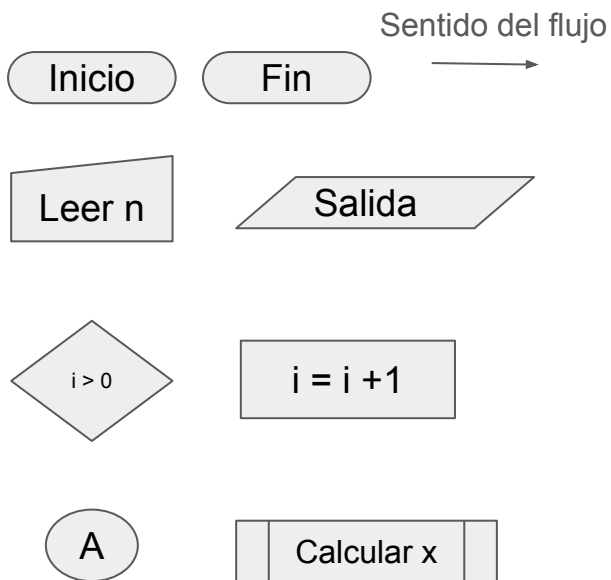 Sentido del flujo
Inicio
Fin
Leer n
Salida
i > 0
i = i +1
A
Calcular x